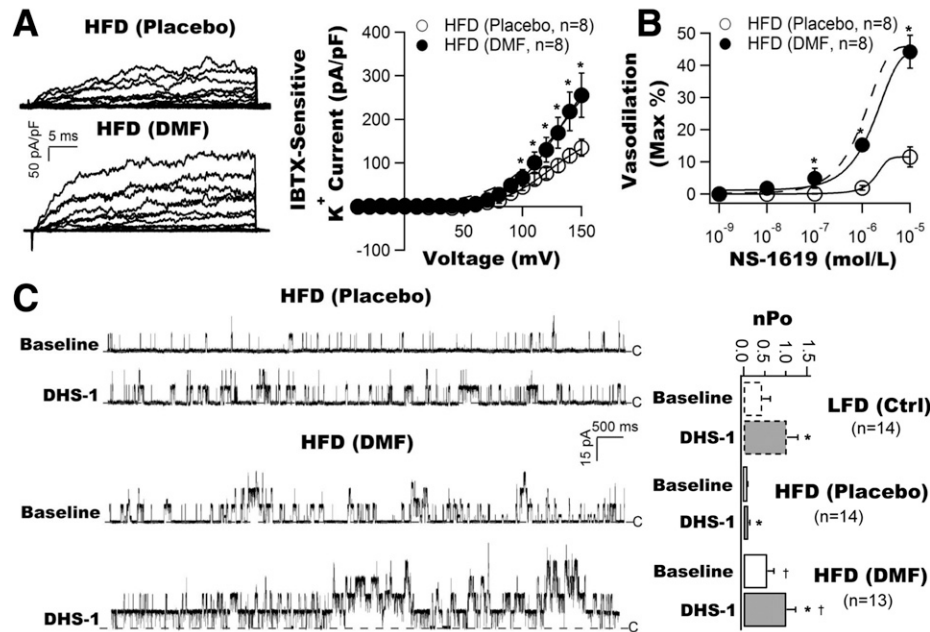 A
HFD (Placebo)
5 ms
50 pA/pF
HFD (DMF)
HFD (Placebo, n=8)
HFD (DMF, n=8)
IBTX-Sensitive
K+ Current (pA/pF)
400
300
200
100
-100
50
100
150
Voltage (mV)
* * * * * *
B
HFD (Placebo, n=8)
HFD (DMF, n=8)
Vasodilation
(Max %)
50
40
30
20
10
0
* * *
10-9 10-8 10-7 10-6 10-5
NS-1619 (mol/L)
C
HFD (Placebo)
Baseline
C
DHS-1
C
500 ms
15 pA
HFD (DMF)
Baseline
C
DHS-1
C
nPo
0.0 0.5 1.0 1.5
Baseline
LFD (Ctrl)
DHS-1 *
(n=14)
Baseline
HFD (Placebo)
DHS-1 *
(n=14)
Baseline †
HFD (DMF)
DHS-1 * †
(n=13)